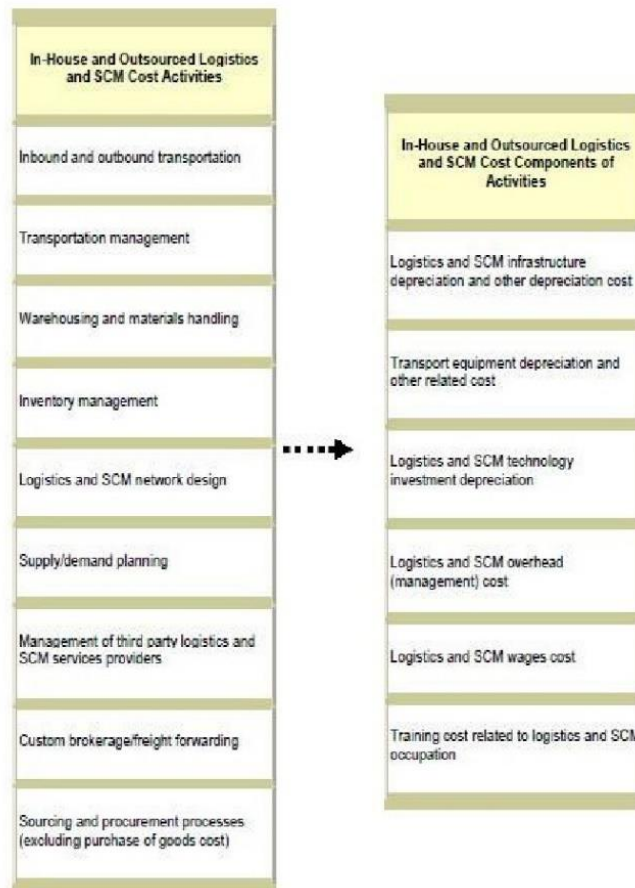 In-House and Outsourced Logistics
and SCM Cost Activities
Inbound and outbound transportation
Transportation management
Warehousing and materials handling
Inventory management
Logistics and SCM network design
Supply/demand planning
Management of third party logistics and
SCM services providers
Custom brokerage/freight forwarding
Sourcing and procurement processes
(excluding purchase of goods cost)
In-House and Outsourced Logistics
and SCM Cost Components of
Activities
Logistics and SCM infrastructure
depreciation and other depreciation cost
Transport equipment depreciation and
other related cost
Logistics and SCM technology
investment depreciation
Logistics and SCM overhead
(management) cost
Logistics and SCM wages cost
Training cost related to logistics and SCM
occupation